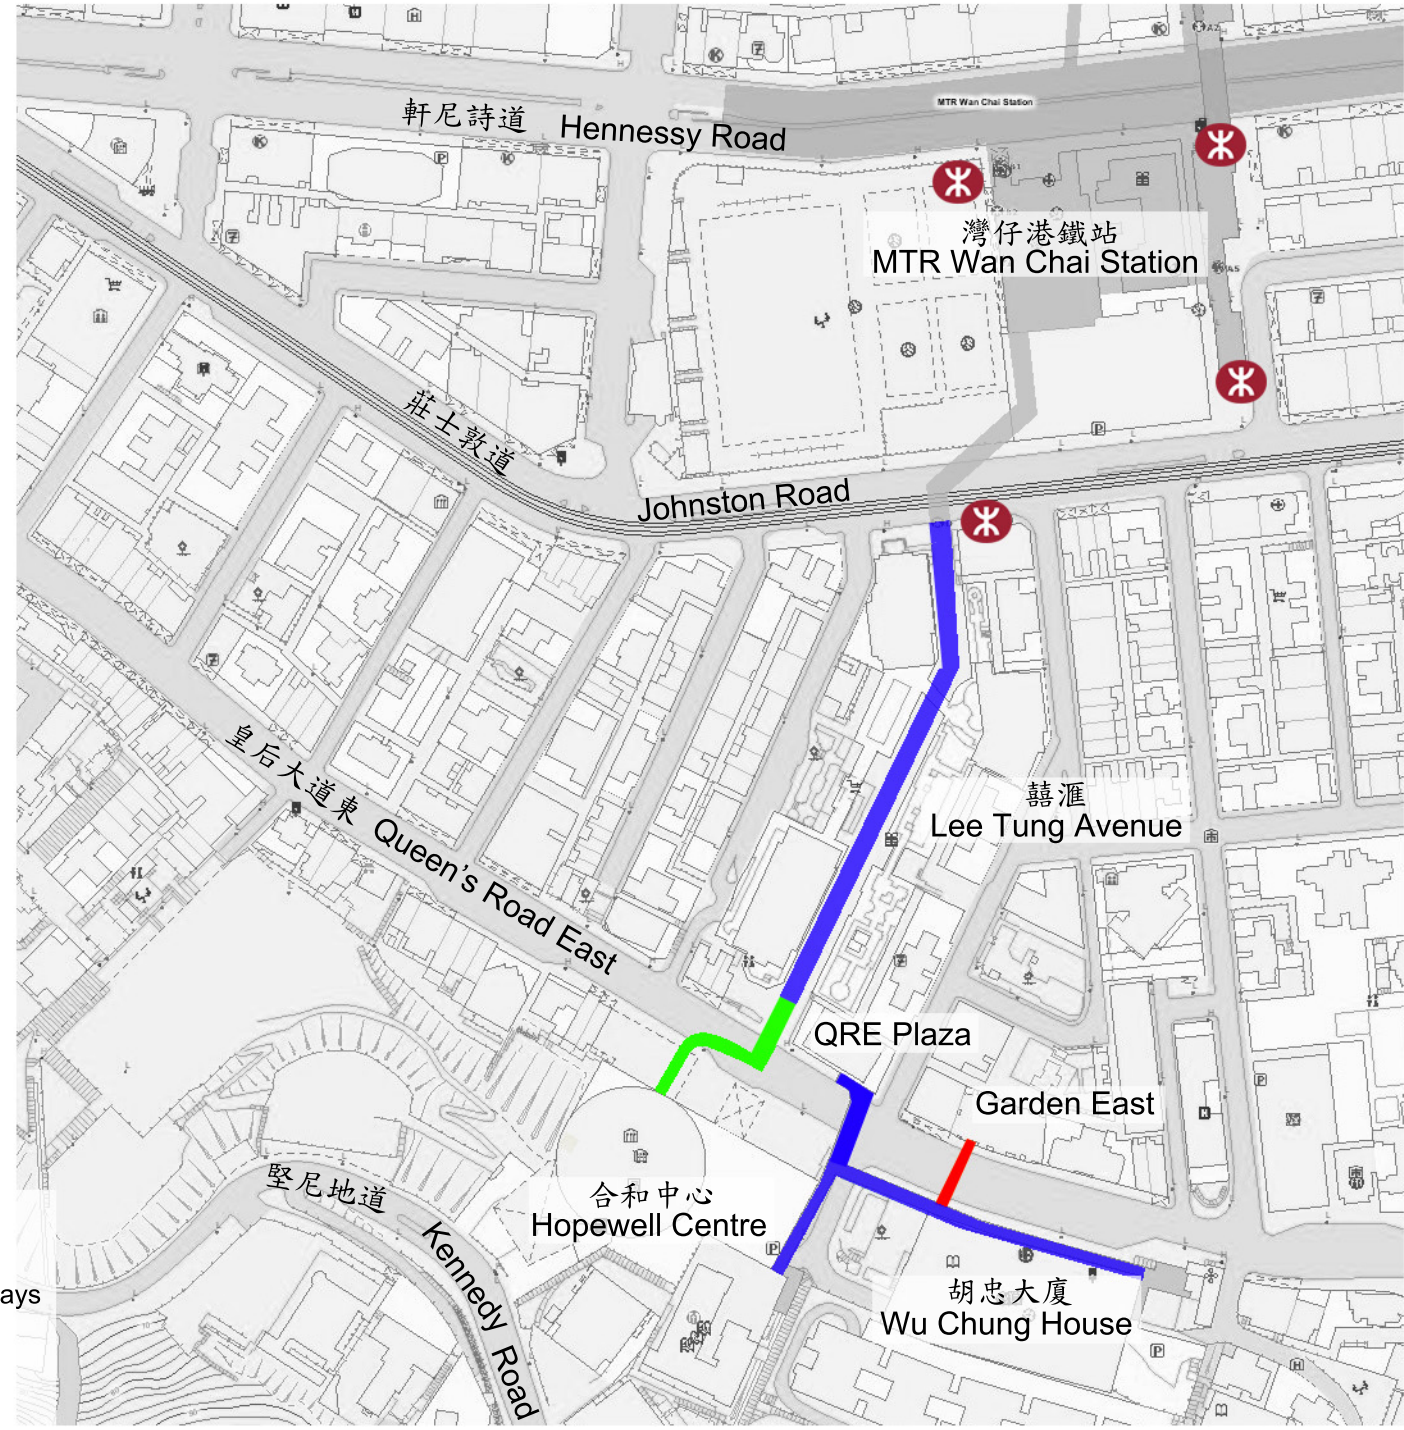 MTR Wan Chai Station
軒尼詩道 Hennessy Road
灣仔港鐵站
MTR Wan Chai Station
莊士敦道
Johnston Road
皇后大道東 Queen's Road East
囍滙
Lee Tung Avenue
QRE Plaza
Garden East
堅尼地道 Kennedy Road
合和中心
Hopewell Centre
胡忠大廈
Wu Chung House
ays